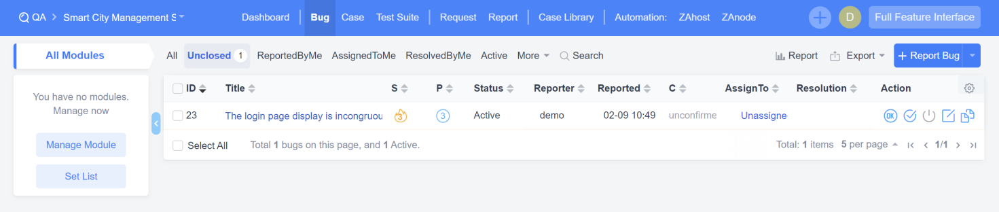 QA > Smart City Management S Dashboard Bug Case Test Suite Request Report Case Library Automation: ZAhost ZAnode D Full Feature Interface
All Modules All Unclosed 1 ReportedByMe AssignedToMe ResolvedByMe Active More Search Report Export + Report Bug
You have no modules.
Manage now
Manage Module
Set List
ID Title S P Status Reporter Reported C AssignTo Resolution Action
23 The login page display is incongruou 3 3 Active demo 02-09 10:49 unconfirme Unassigne OK
Select All Total 1 bugs on this page, and 1 Active. Total: 1 items 5 per page 1/1